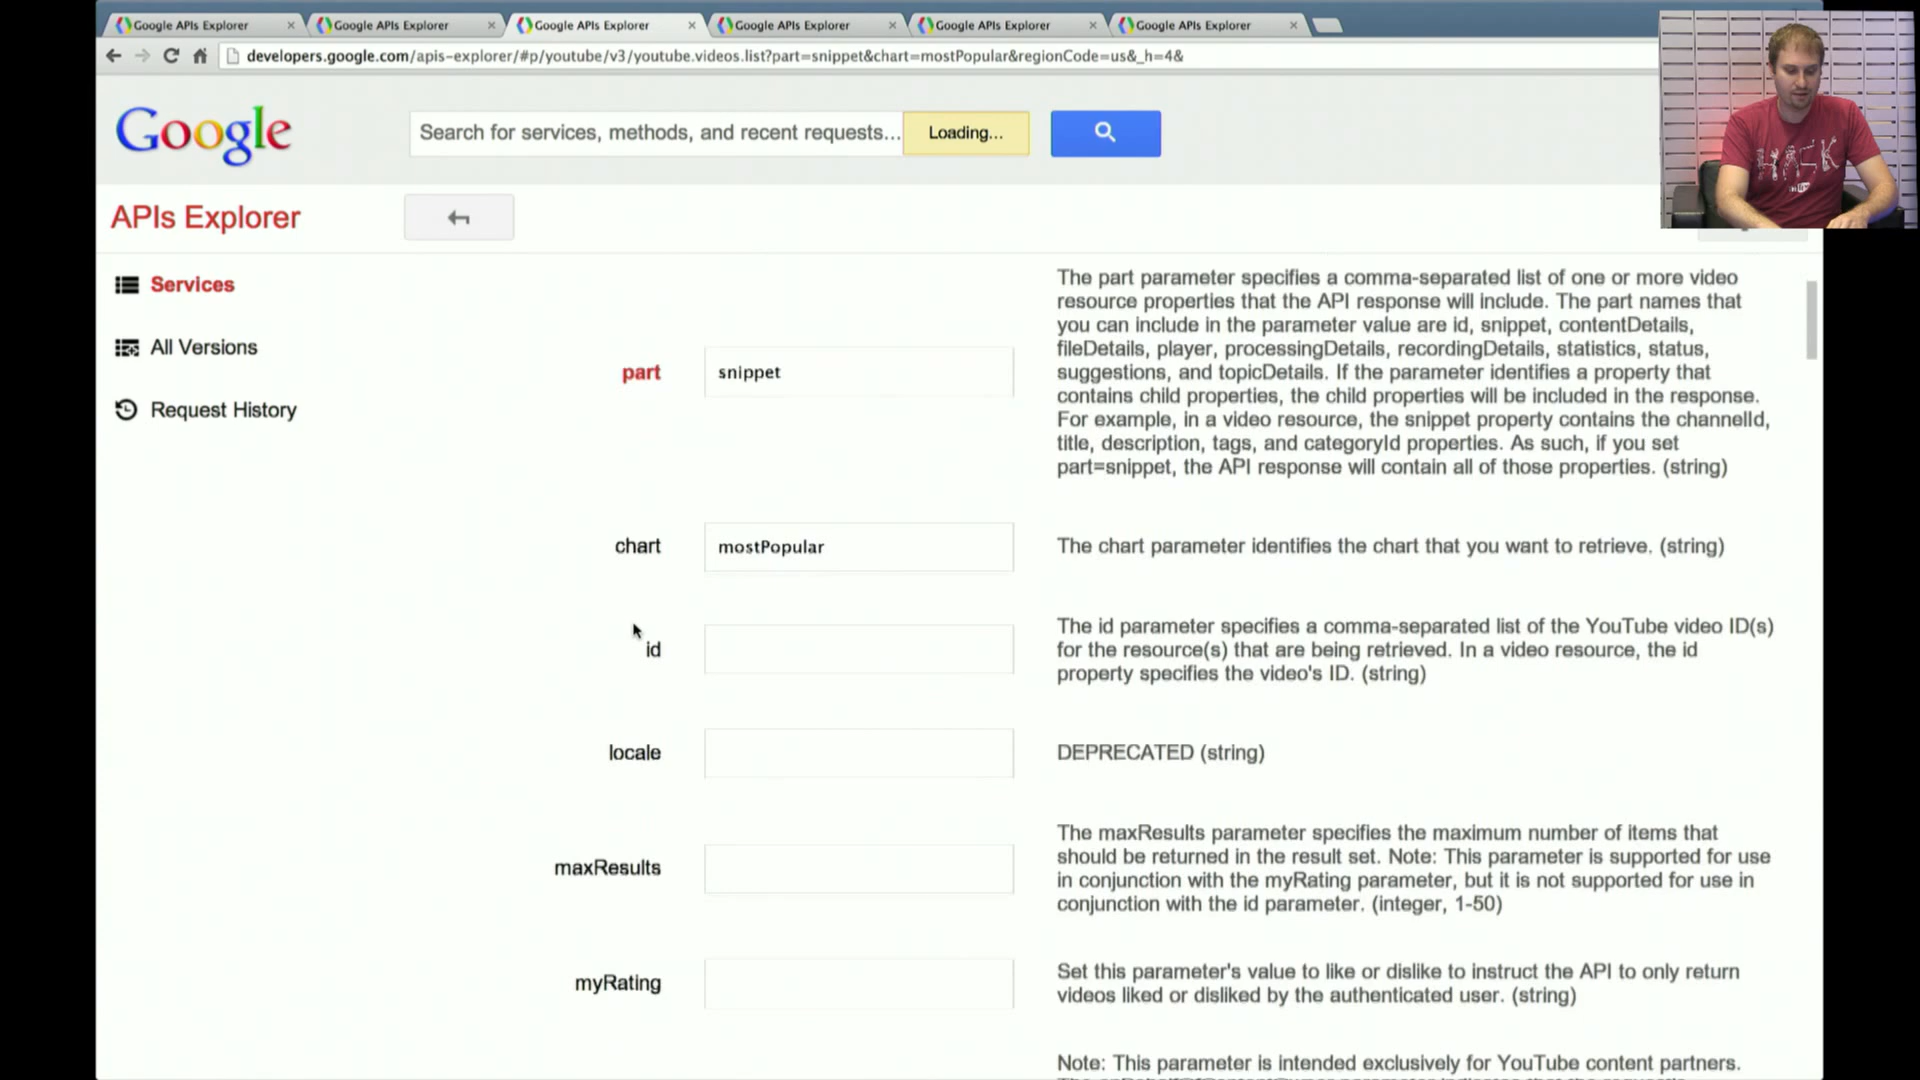 Google APIs Explorer
Google APIs Explorer
Google APIs Explorer
Google APIs Explorer
Google APIs Explorer
Google APIs Explorer
developers.google.com/apis-explorer/#p/youtube/v3/youtube.videos.list?part=snippet&chart=mostPopular&regionCode=us&_h=4&
Google
Search for services, methods, and recent requests...
Loading...
HACK
APIs Explorer
Services
All Versions
Request History
part
snippet
The part parameter specifies a comma-separated list of one or more video
resource properties that the API response will include. The part names that
you can include in the parameter value are id, snippet, contentDetails,
fileDetails, player, processingDetails, recordingDetails, statistics, status,
suggestions, and topicDetails. If the parameter identifies a property that
contains child properties, the child properties will be included in the response.
For example, in a video resource, the snippet property contains the channelId,
title, description, tags, and categoryId properties. As such, if you set
part=snippet, the API response will contain all of those properties. (string)
chart
mostPopular
The chart parameter identifies the chart that you want to retrieve. (string)
id
The id parameter specifies a comma-separated list of the YouTube video ID(s)
for the resource(s) that are being retrieved. In a video resource, the id
property specifies the video's ID. (string)
locale
DEPRECATED (string)
maxResults
The maxResults parameter specifies the maximum number of items that
should be returned in the result set. Note: This parameter is supported for use
in conjunction with the myRating parameter, but it is not supported for use in
conjunction with the id parameter. (integer, 1-50)
myRating
Set this parameter's value to like or dislike to instruct the API to only return
videos liked or disliked by the authenticated user. (string)
Note: This parameter is intended exclusively for YouTube content partners.